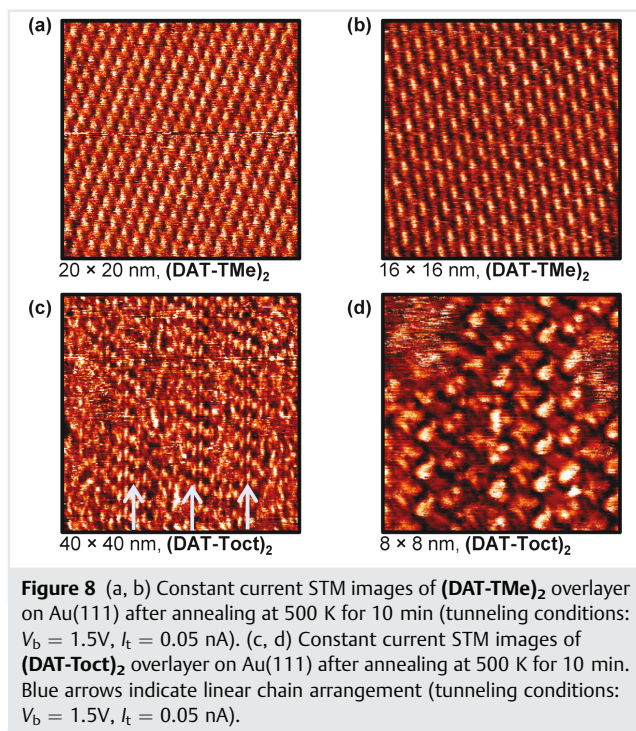 (a)
(b)
20 × 20 nm, (DAT-TMe)₂
16 × 16 nm, (DAT-TMe)₂
(c)
(d)
40 × 40 nm, (DAT-Toct)₂
8 × 8 nm, (DAT-Toct)₂
Figure 8 (a, b) Constant current STM images of (DAT-TMe)₂ overlayer
on Au(111) after annealing at 500 K for 10 min (tunneling conditions:
Vb = 1.5V, It = 0.05 nA). (c, d) Constant current STM images of
(DAT-Toct)₂ overlayer on Au(111) after annealing at 500 K for 10 min.
Blue arrows indicate linear chain arrangement (tunneling conditions:
Vb = 1.5V, It = 0.05 nA).